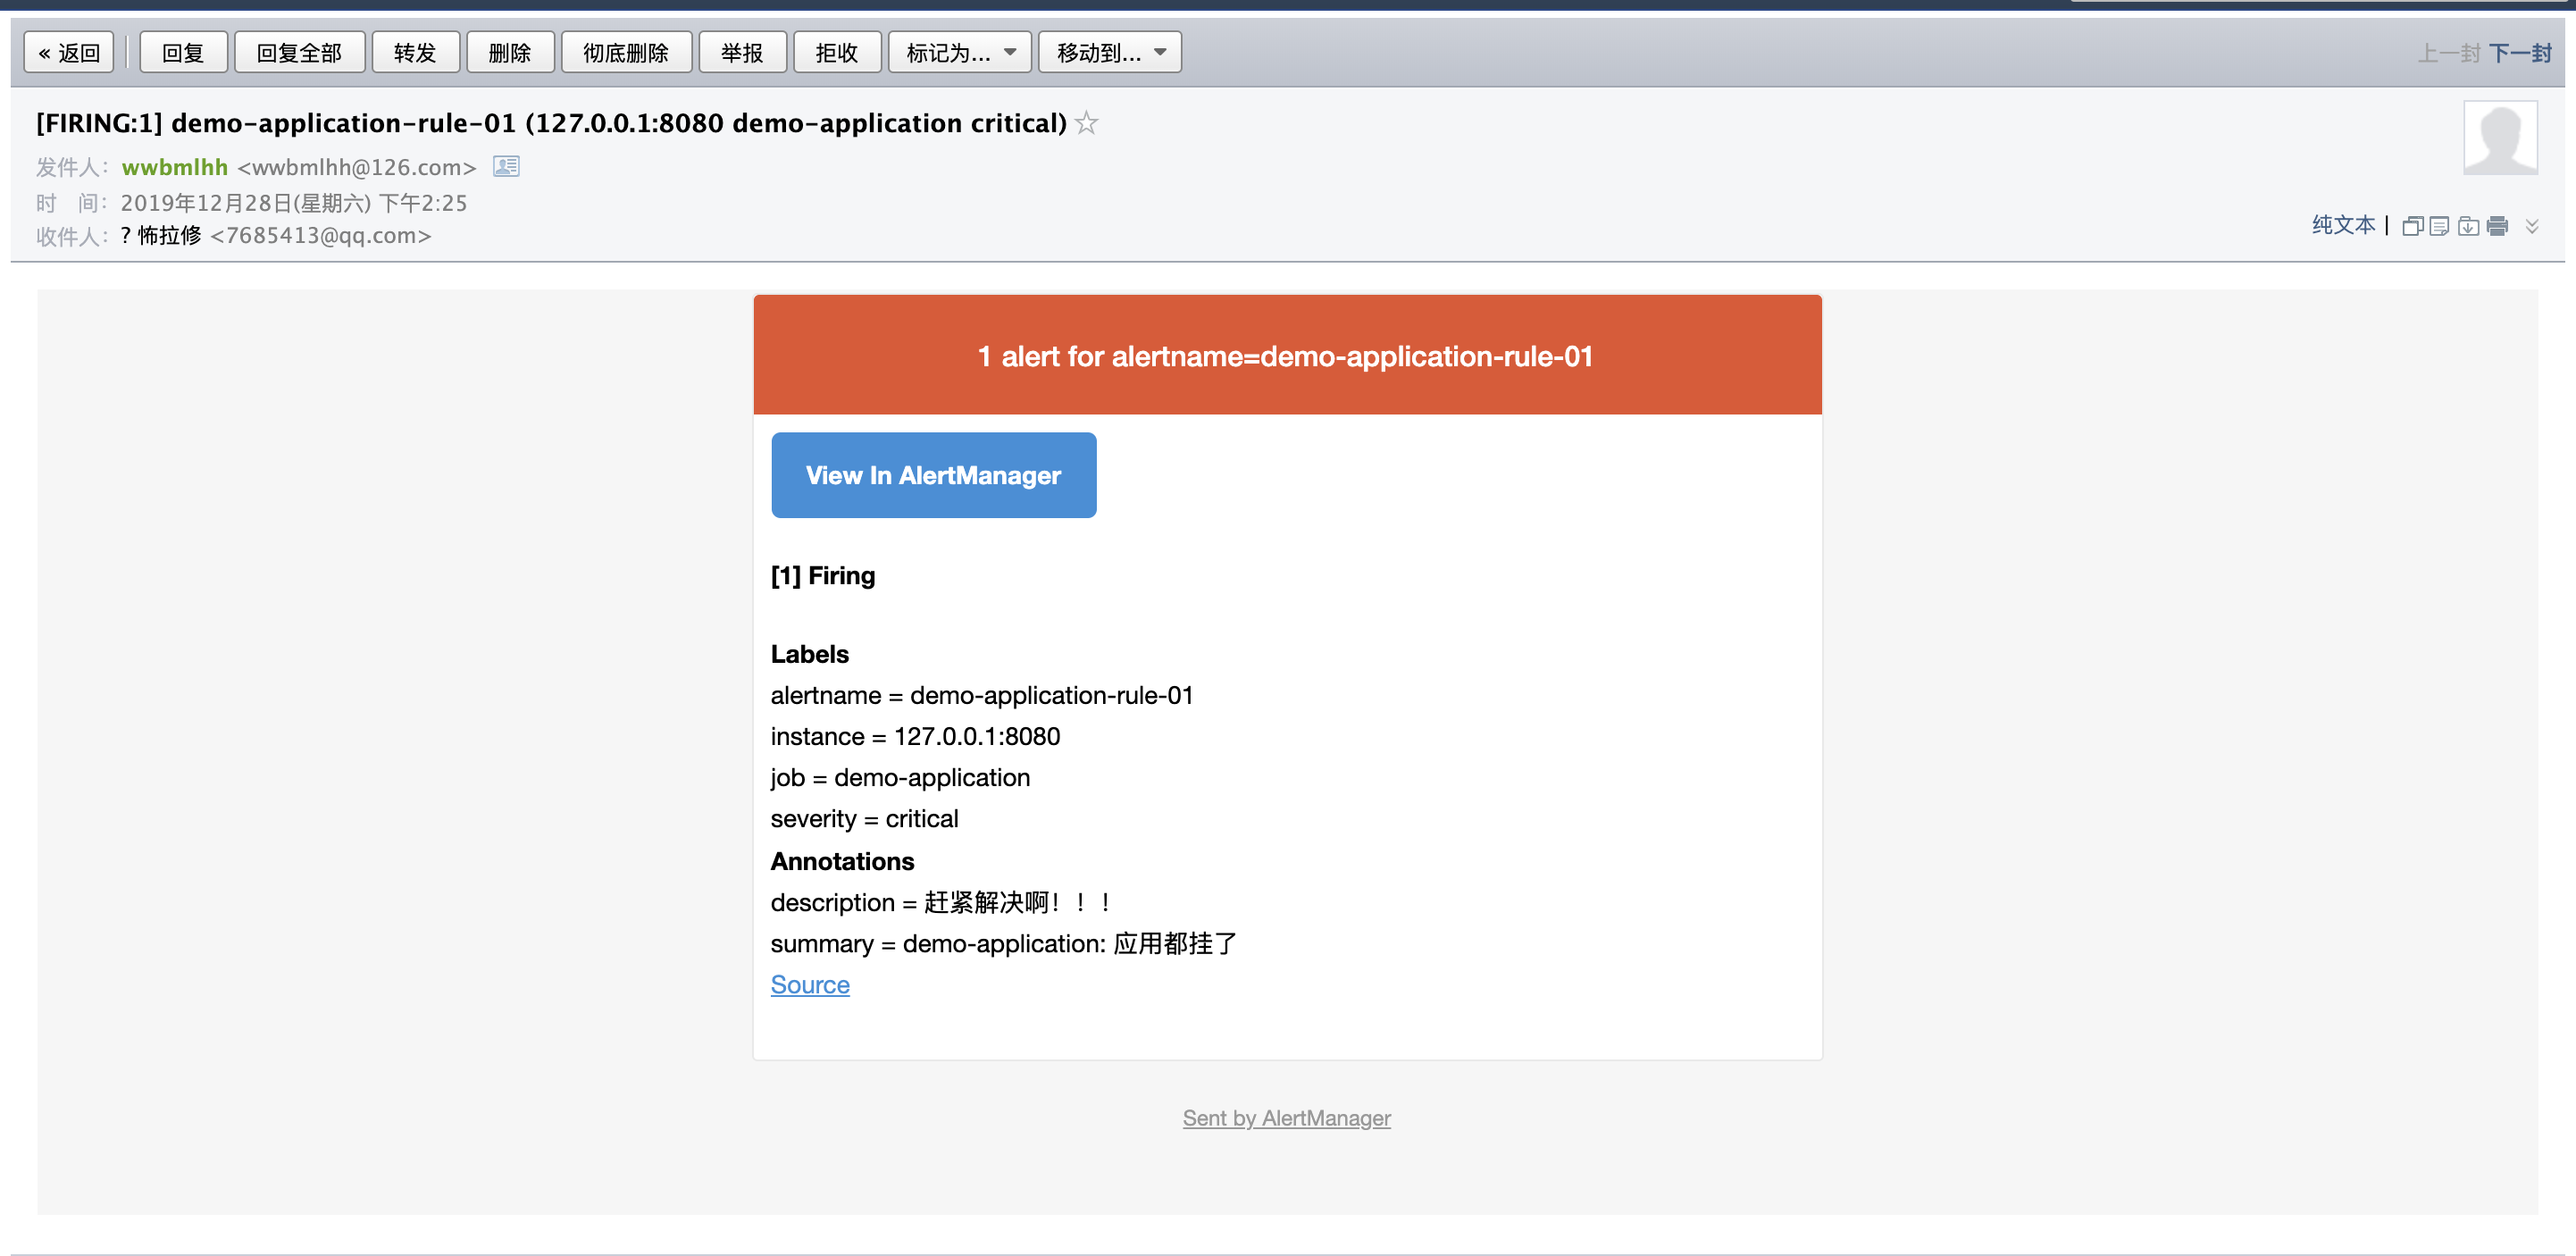 « 返回 回复 回复全部 转发 删除 彻底删除 举报 拒收 标记为... 移动到... 上一封 下一封
[FIRING:1] demo-application-rule-01 (127.0.0.1:8080 demo-application critical)
发件人： wwbmlhh <wwbmlhh@126.com>
时 间： 2019年12月28日(星期六) 下午2:25
收件人： ? 怖拉修 <7685413@qq.com>
纯文本 |
1 alert for alertname=demo-application-rule-01
View In AlertManager
[1] Firing
Labels
alertname = demo-application-rule-01
instance = 127.0.0.1:8080
job = demo-application
severity = critical
Annotations
description = 赶紧解决啊！！！
summary = demo-application: 应用都挂了
Source
Sent by AlertManager